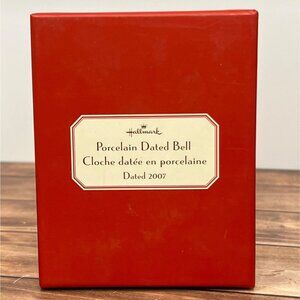 Hallmark
Porcelain Dated Bell
Cloche datée en porcelaine
Dated 2007